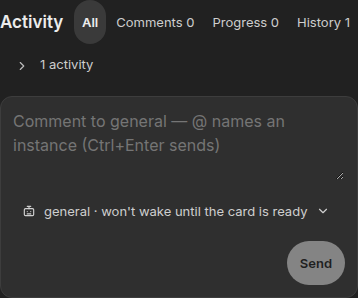 Activity All Comments 0 Progress 0 History 1
1 activity
Comment to general — @ names an
instance (Ctrl+Enter sends)
general · won't wake until the card is ready
Send